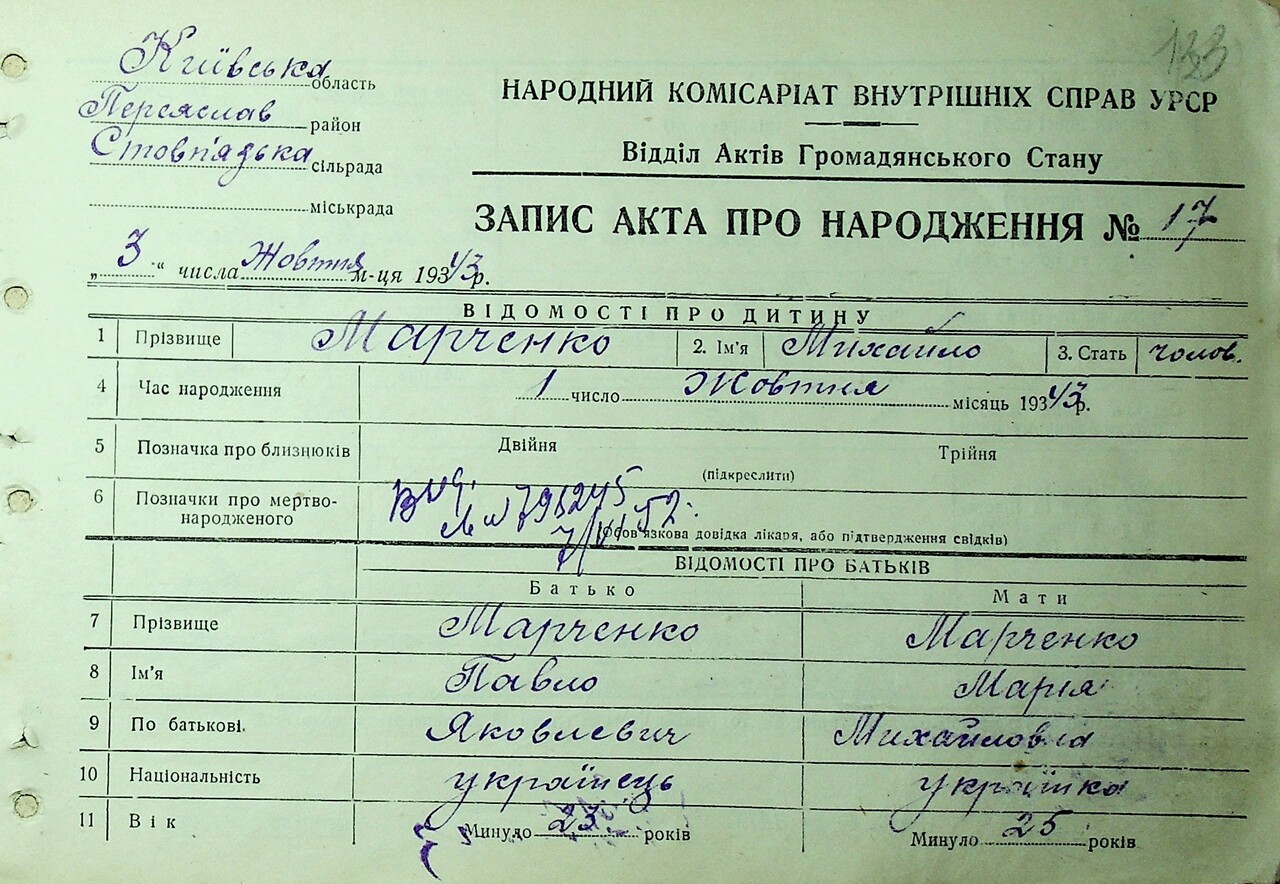 133
Київська область
Переяслав район
Стовп'ядька сільрада
міськрада
НАРОДНИЙ КОМІСАРІАТ ВНУТРІШНІХ СПРАВ УРСР
Відділ Актів Громадянського Стану
ЗАПИС АКТА ПРО НАРОДЖЕННЯ № 17
„3“ числа Жовтня м-ця 1943 р.
ВІДОМОСТІ ПРО ДИТИНУ
1 Прізвище Марченко 2. Ім'я Михайло 3. Стать чолов.
4 Час народження 1 число Жовтня місяць 1943 р.
5 Позначка про близнюків Двійня Трійня
(підкреслити)
6 Позначки про мертво-
народженого
(Обов'язкова довідка лікаря, або підтвердження свідків)
ВІДОМОСТІ ПРО БАТЬКІВ
Батько Мати
7 Прізвище Марченко Марченко
8 Ім'я Павло Марія
9 По батькові. Яковлевич Михайловна
10 Національність українець українка
11 Вік Минуло 23 років Минуло 25 років